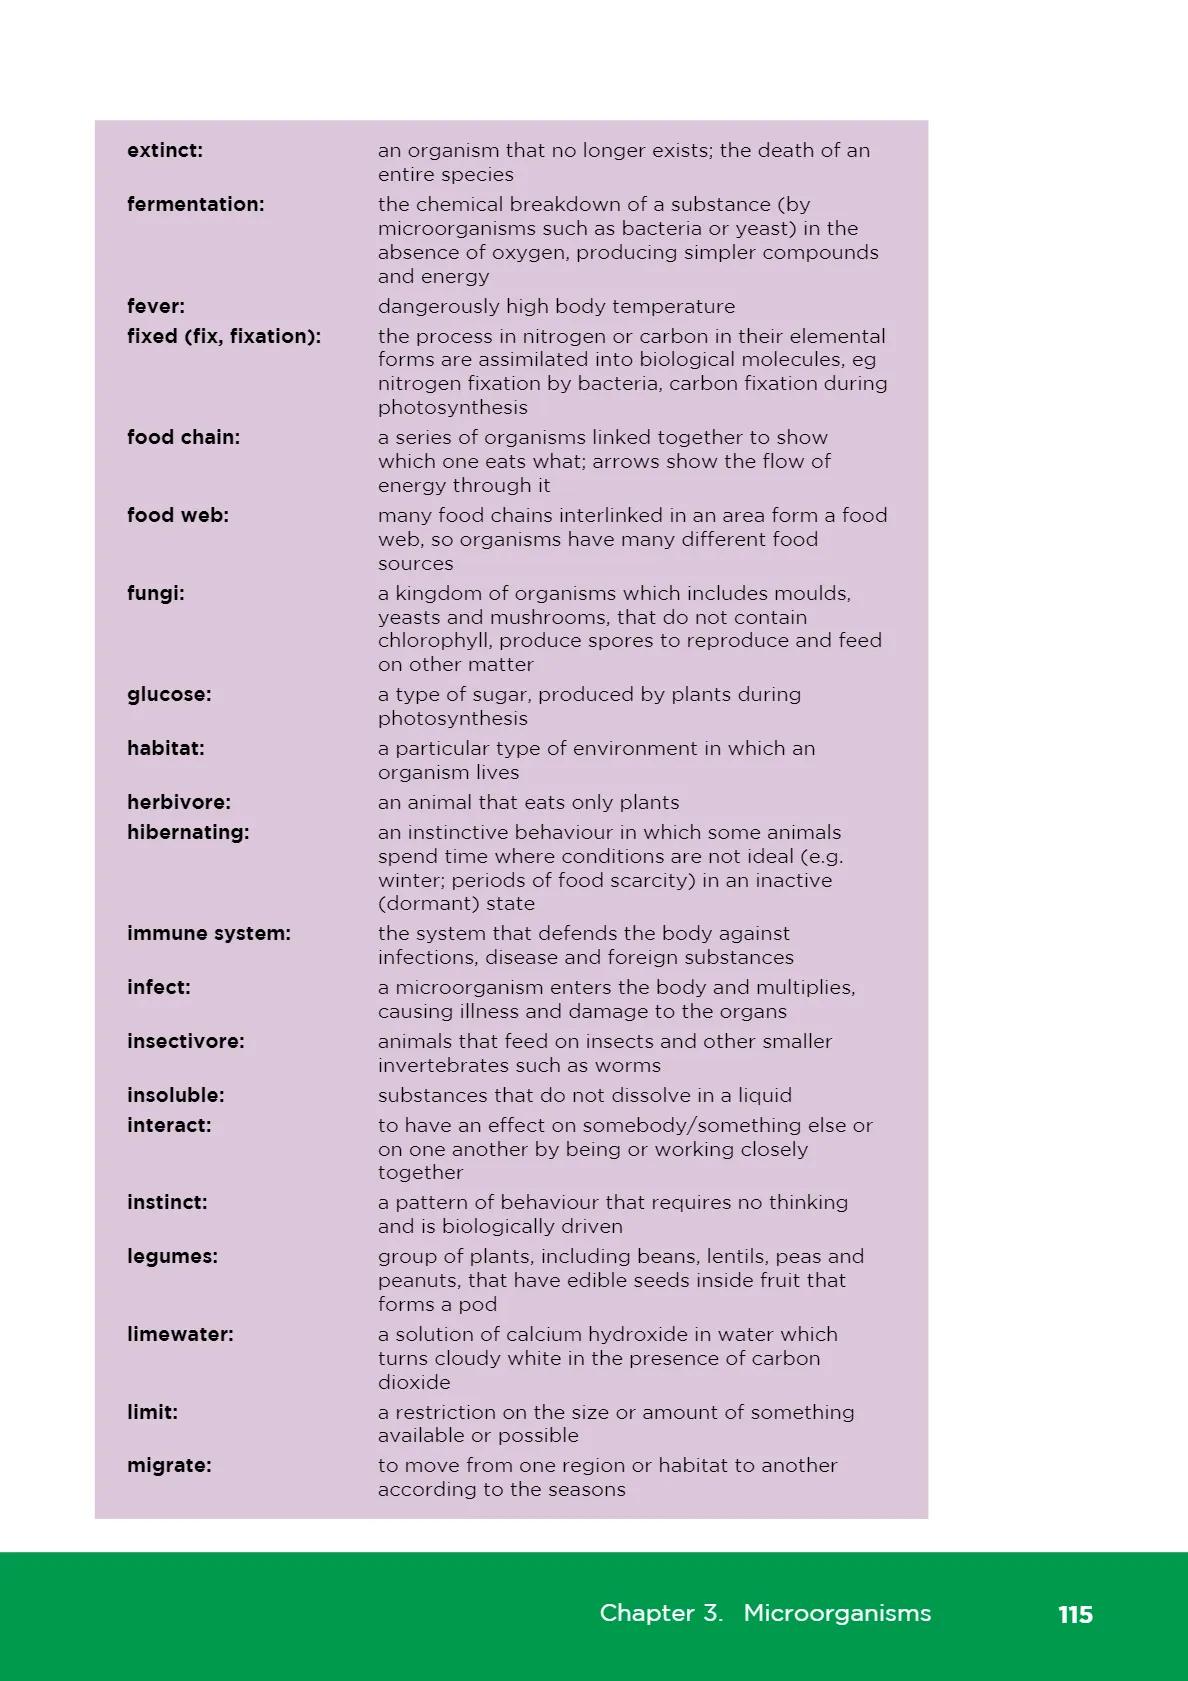 extinct: an organism that no longer exists; the death of an
entire species
fermentation: the chemical breakdown of a substance (by
microorganisms such as bacteria or yeast) in the
absence of oxygen, producing simpler compounds
and energy
fever: dangerously high body temperature
fixed (fix, fixation): the process in nitrogen or carbon in their elemental
forms are assimilated into biological molecules, eg
nitrogen fixation by bacteria, carbon fixation during
photosynthesis
food chain: a series of organisms linked together to show
which one eats what; arrows show the flow of
energy through it
food web: many food chains interlinked in an area form a food
web, so organisms have many different food
sources
fungi: a kingdom of organisms which includes moulds,
yeasts and mushrooms, that do not contain
chlorophyll, produce spores to reproduce and feed
on other matter
glucose: a type of sugar, produced by plants during
photosynthesis
habitat: a particular type of environment in which an
organism lives
herbivore: an animal that eats only plants
hibernating: an instinctive behaviour in which some animals
spend time where conditions are not ideal (e.g.
winter; periods of food scarcity) in an inactive
(dormant) state
immune system: the system that defends the body against
infections, disease and foreign substances
infect: a microorganism enters the body and multiplies,
causing illness and damage to the organs
insectivore: animals that feed on insects and other smaller
invertebrates such as worms
insoluble: substances that do not dissolve in a liquid
interact: to have an effect on somebody/something else or
on one another by being or working closely
together
instinct: a pattern of behaviour that requires no thinking
and is biologically driven
legumes: group of plants, including beans, lentils, peas and
peanuts, that have edible seeds inside fruit that
forms a pod
limewater: a solution of calcium hydroxide in water which
turns cloudy white in the presence of carbon
dioxide
limit: a restriction on the size or amount of something
available or possible
migrate: to move from one region or habitat to another
according to the seasons
Chapter 3. Microorganisms 115